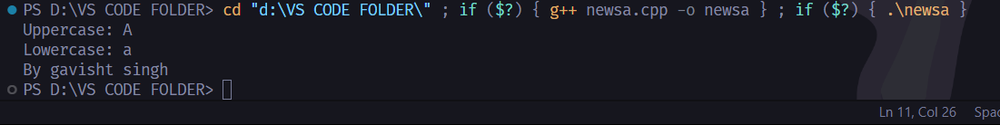 PS D:\VS CODE FOLDER> cd "d:\VS CODE FOLDER\" ; if ($?) { g++ newsa.cpp -o newsa } ; if ($?) { .\newsa }
Uppercase: A
Lowercase: a
By gavisht singh
PS D:\VS CODE FOLDER>
Ln 11, Col 26 Spac